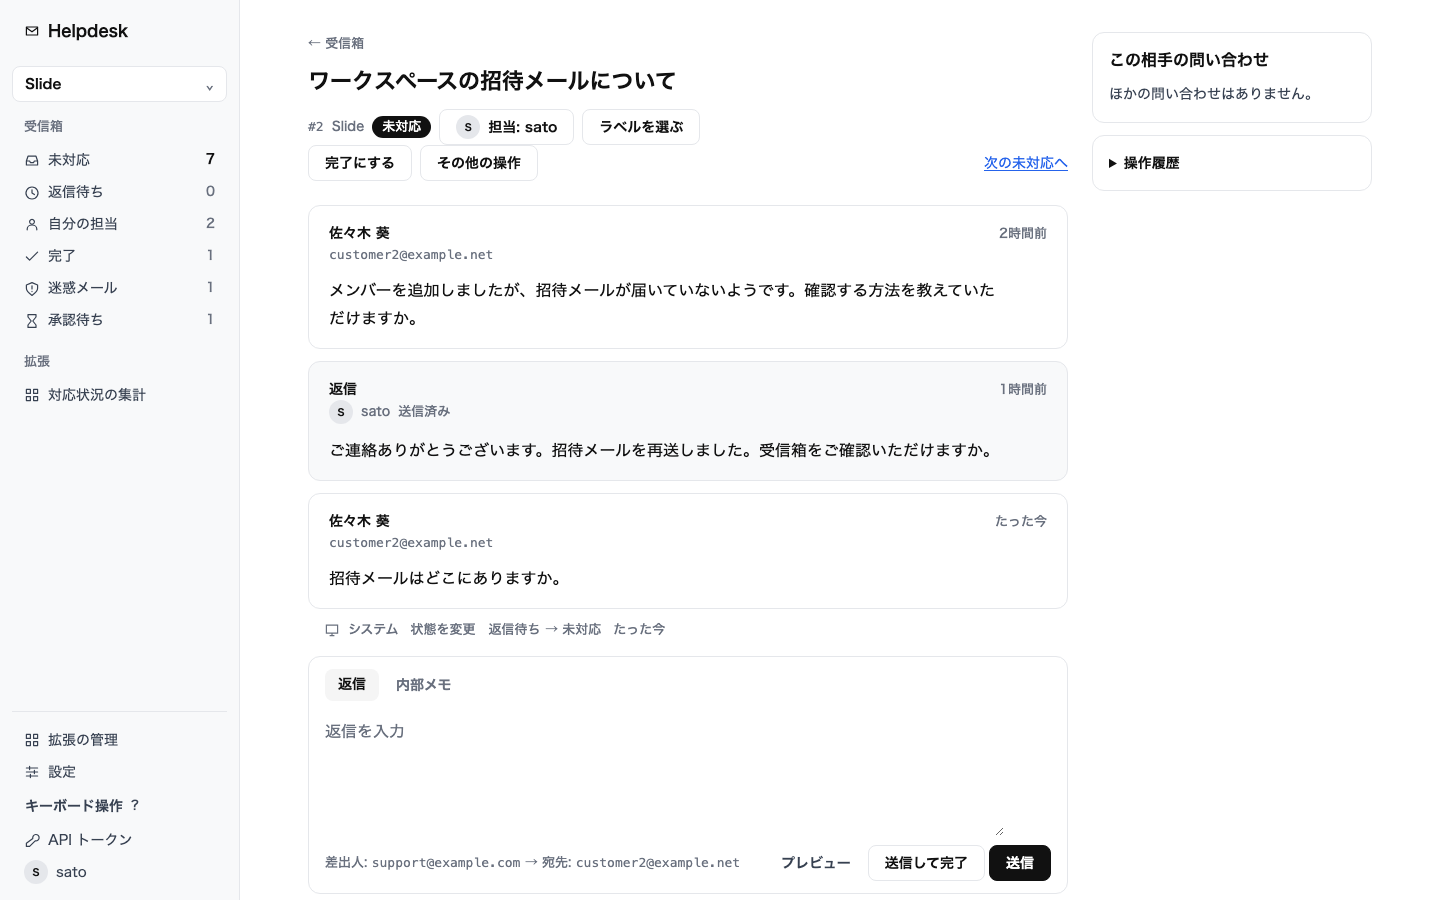 Helpdesk
Slide
受信箱
未対応 7
返信待ち 0
自分の担当 2
完了 1
迷惑メール 1
承認待ち 1
拡張
対応状況の集計
拡張の管理
設定
キーボード操作 ?
API トークン
S sato
← 受信箱
ワークスペースの招待メールについて
#2 Slide 未対応 S 担当: sato ラベルを選ぶ
完了にする その他の操作 次の未対応へ
佐々木 葵 2時間前
customer2@example.net
メンバーを追加しましたが、招待メールが届いていないようです。確認する方法を教えていた
だけますか。
返信 1時間前
S sato 送信済み
ご連絡ありがとうございます。招待メールを再送しました。受信箱をご確認いただけますか。
佐々木 葵 たった今
customer2@example.net
招待メールはどこにありますか。
システム 状態を変更 返信待ち → 未対応 たった今
返信 内部メモ
返信を入力
差出人: support@example.com → 宛先: customer2@example.net プレビュー 送信して完了 送信
この相手の問い合わせ
ほかの問い合わせはありません。
▶ 操作履歴